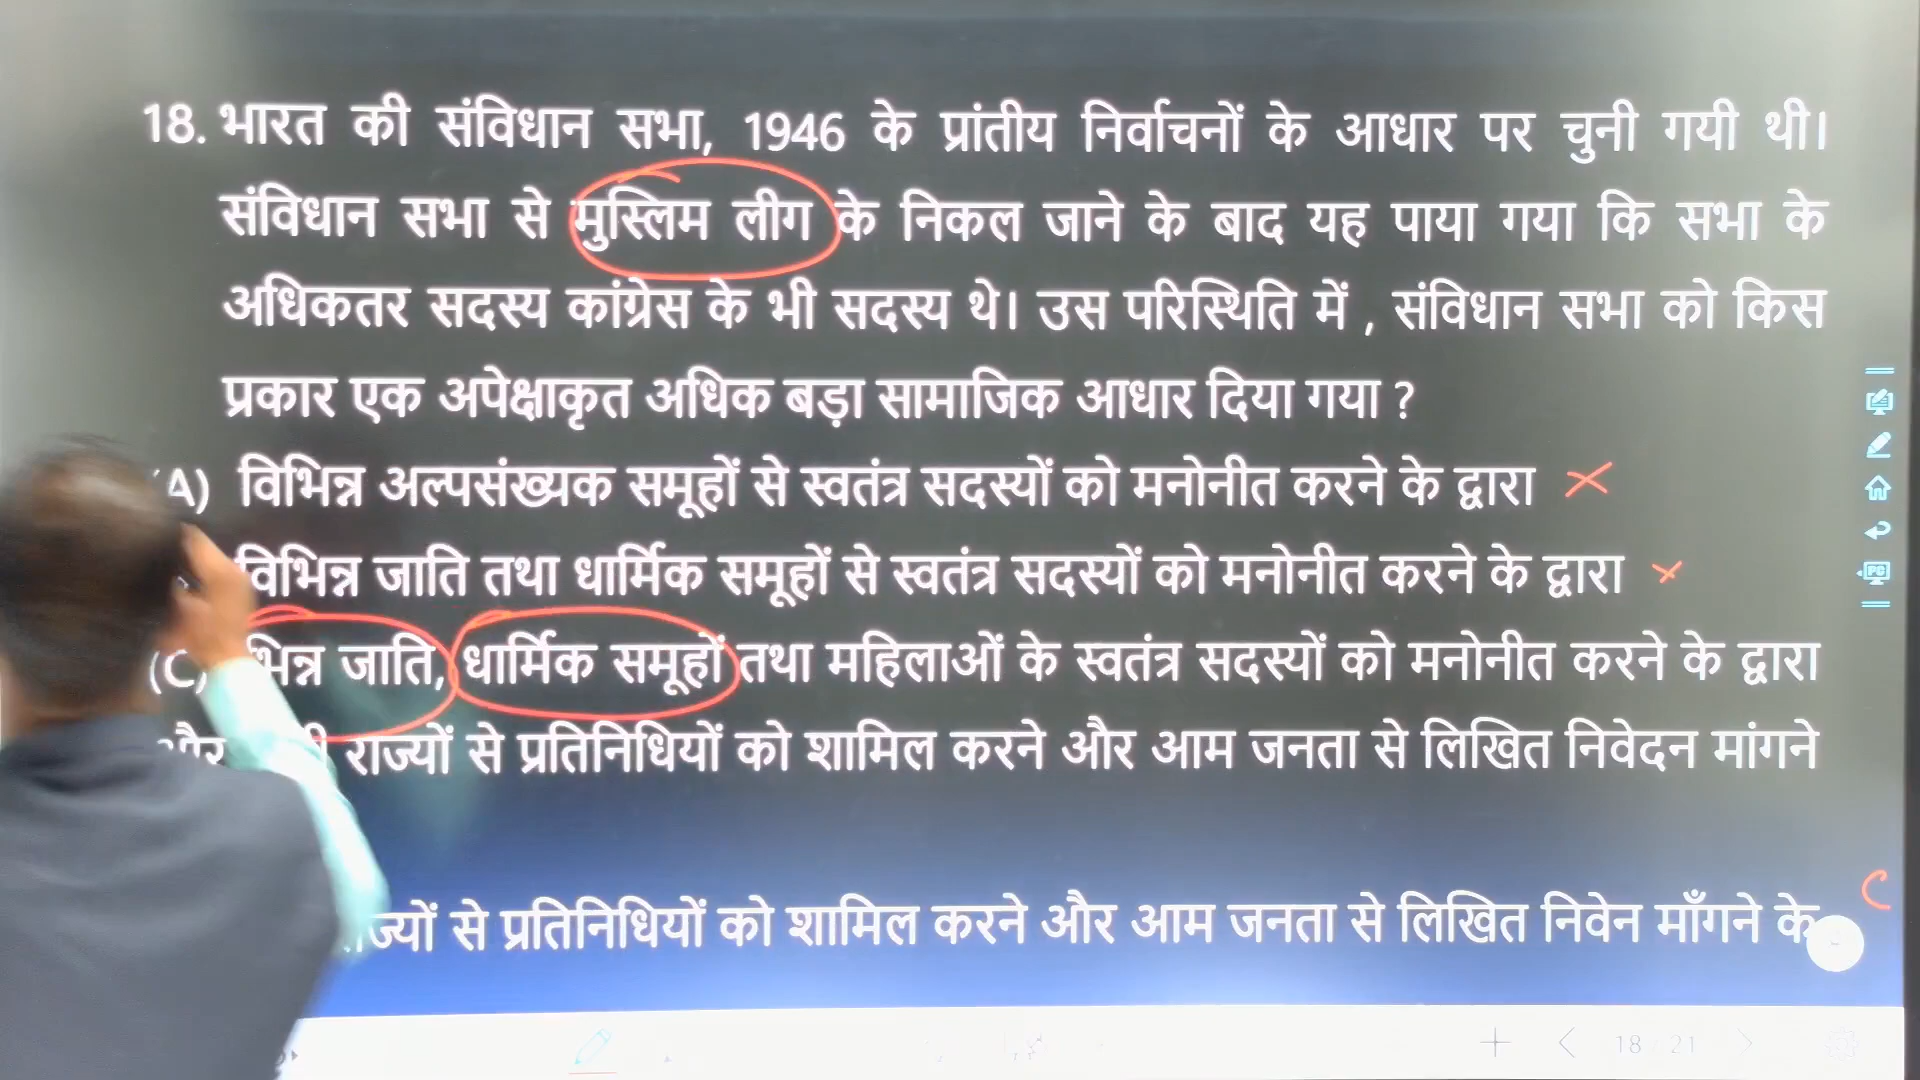 18. भारत की संविधान सभा, 1946 के प्रांतीय निर्वाचनों के आधार पर चुनी गयी थी।
संविधान सभा से मुस्लिम लीग के निकल जाने के बाद यह पाया गया कि सभा के
अधिकतर सदस्य कांग्रेस के भी सदस्य थे। उस परिस्थिति में , संविधान सभा को किस
प्रकार एक अपेक्षाकृत अधिक बड़ा सामाजिक आधार दिया गया ?
(A) विभिन्न अल्पसंख्यक समूहों से स्वतंत्र सदस्यों को मनोनीत करने के द्वारा
विभिन्न जाति तथा धार्मिक समूहों से स्वतंत्र सदस्यों को मनोनीत करने के द्वारा
(C) जाति, धार्मिक समूहों तथा महिलाओं के स्वतंत्र सदस्यों को मनोनीत करने के द्वारा
राज्यों से प्रतिनिधियों को शामिल करने और आम जनता से लिखित निवेदन मांगने
से प्रतिनिधियों को शामिल करने और आम जनता से लिखित निवेन माँगने के
C
PC
18 / 21